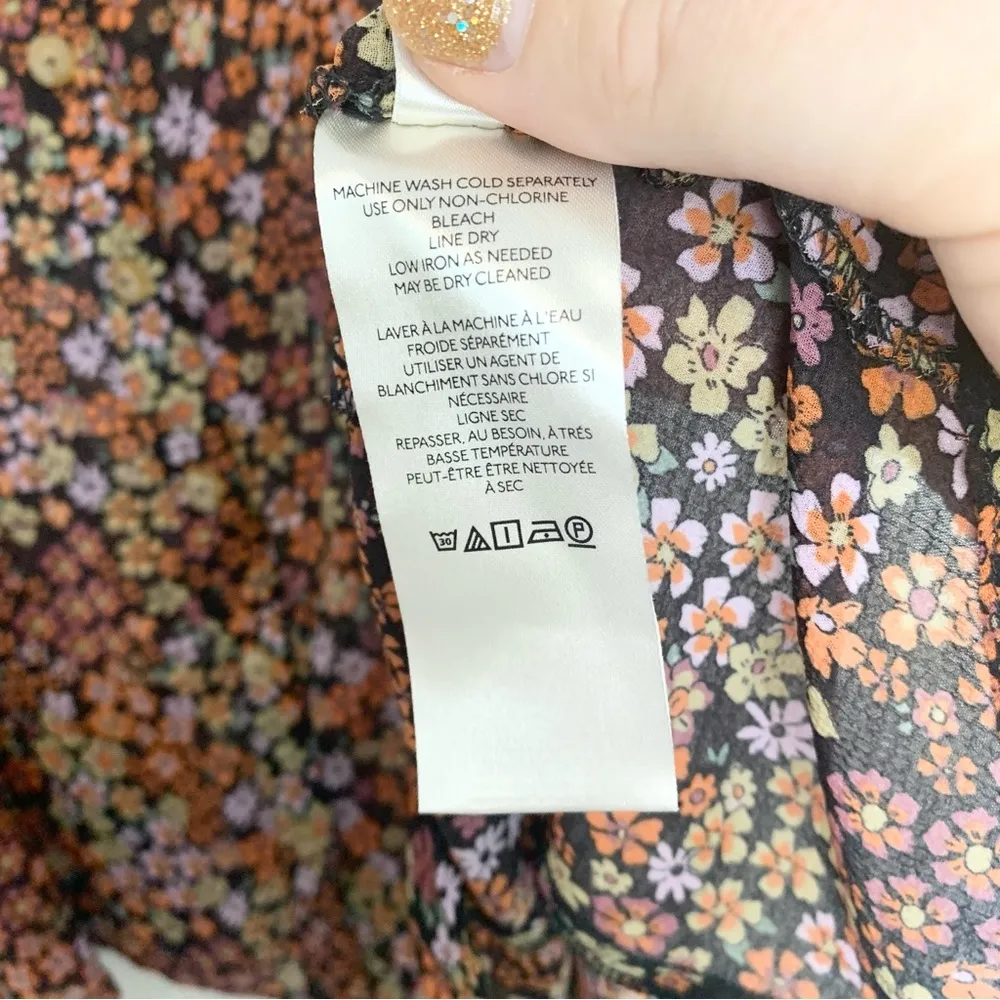 MACHINE WASH COLD SEPARATELY
USE ONLY NON-CHLORINE
BLEACH
LINE DRY
LOW IRON AS NEEDED
MAY BE DRY CLEANED
LAVER À LA MACHINE À L'EAU
FROIDE SÉPARÉMENT
UTILISER UN AGENT DE
BLANCHIMENT SANS CHLORE SI
NÉCESSAIRE
LIGNE SEC
REPASSER, AU BESOIN, À TRÉS
BASSE TEMPÉRATURE
PEUT-ÊTRE ÊTRE NETTOYÉE
À SEC
30 P